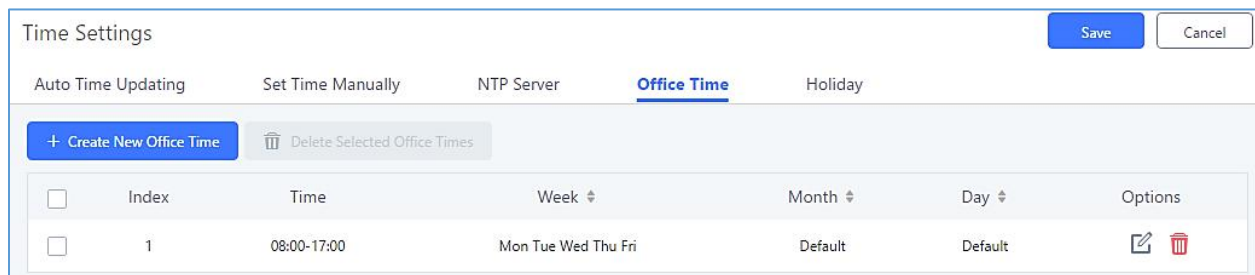 Time Settings Save Cancel
Auto Time Updating Set Time Manually NTP Server Office Time Holiday
+ Create New Office Time Delete Selected Office Times
Index Time Week Month Day Options
1 08:00-17:00 Mon Tue Wed Thu Fri Default Default